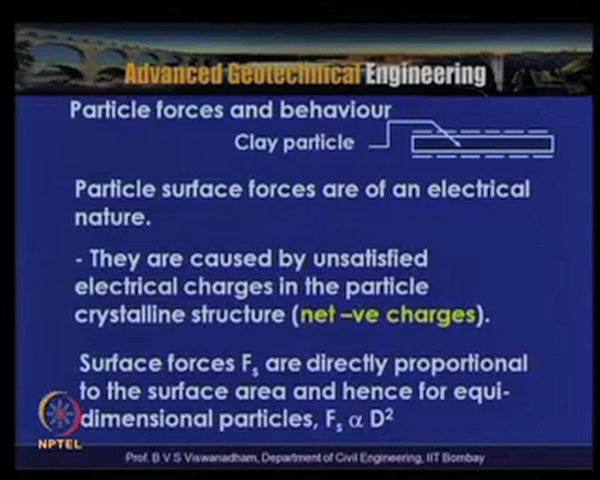 Advanced Geotechnical Engineering
Particle forces and behaviour
Clay particle
Particle surface forces are of an electrical
nature.
- They are caused by unsatisfied
electrical charges in the particle
crystalline structure (net –ve charges).
Surface forces Fₛ are directly proportional
to the surface area and hence for equi-
dimensional particles, Fₛ α D²
NPTEL
Prof. B V S Viswanadham, Department of Civil Engineering, IIT Bombay